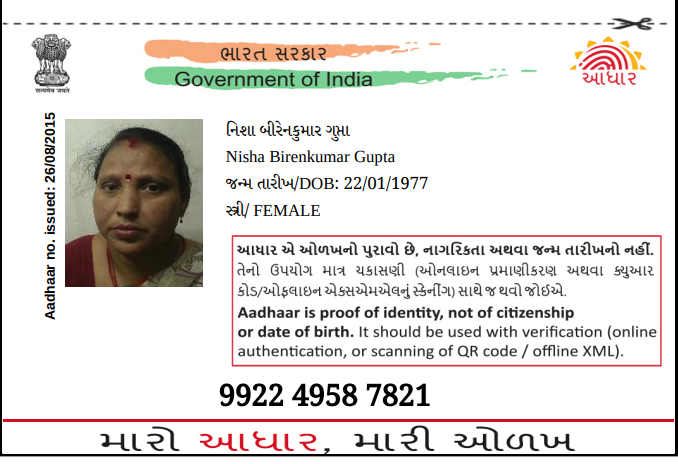 ભારત સરકાર
Government of India
सत्यमेव जयते
આધાર
Aadhaar no. issued: 26/08/2015
નિશા બીરેનકુમાર ગુપ્તા
Nisha Birenkumar Gupta
જન્મ તારીખ/DOB: 22/01/1977
સ્ત્રી/ FEMALE
આધાર એ ઓળખનો પુરાવો છે, નાગરિકતા અથવા જન્મ તારીખનો નહીં.
તેનો ઉપયોગ માત્ર ચકાસણી (ઓનલાઇન પ્રમાણીકરણ અથવા ક્યુઆર
કોડ/ઓફલાઇન એક્સએમએલનું સ્કેનીંગ) સાથે જ થવો જોઈએ.
Aadhaar is proof of identity, not of citizenship
or date of birth. It should be used with verification (online
authentication, or scanning of QR code / offline XML).
9922 4958 7821
મારો આધાર, મારી ઓળખ